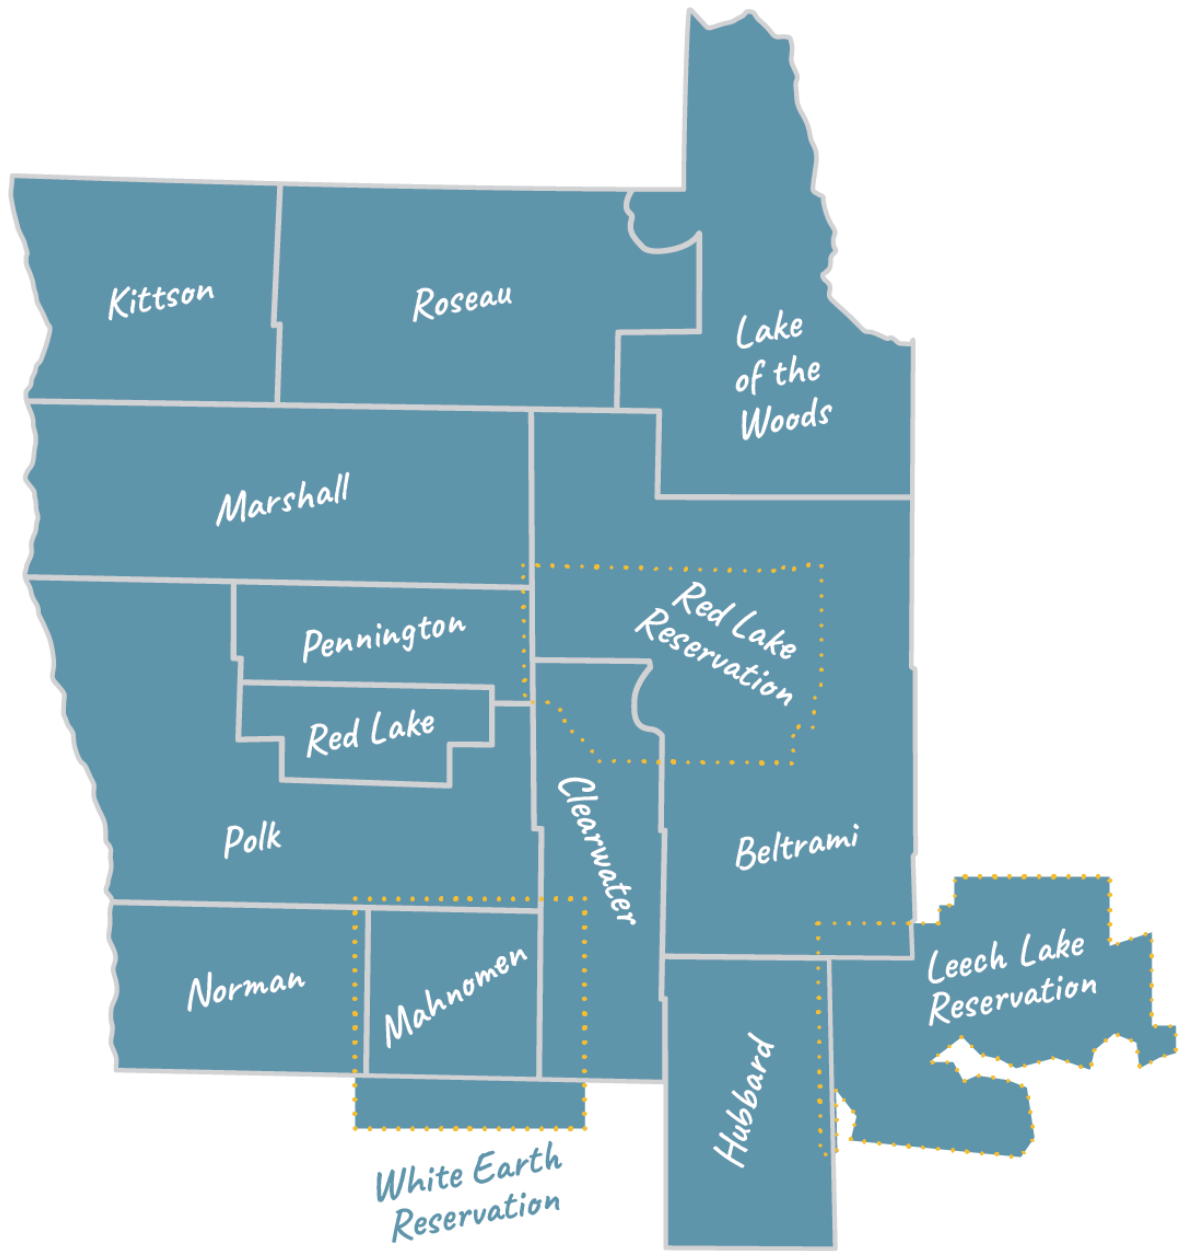 Kittson
Roseau
Lake
of the
Woods
Marshall
Pennington
Red Lake
Reservation
Red Lake
Clearwater
Polk
Beltrami
Norman
Mahnomen
Leech Lake
Reservation
Hubbard
White Earth
Reservation